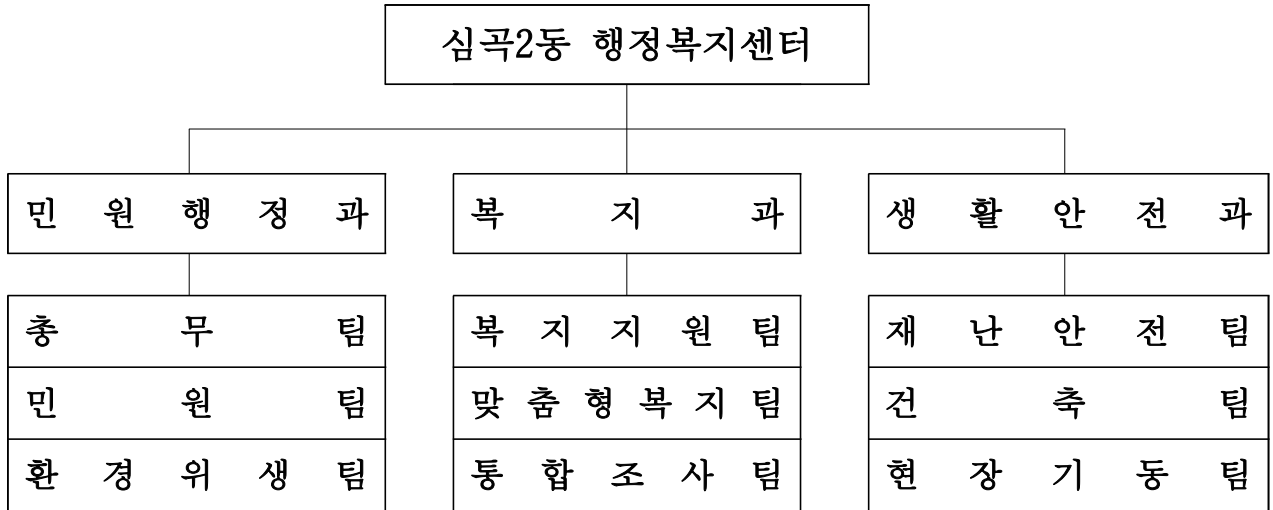 심곡2동 행정복지센터
민원행정과 복지과 생활안전과
총무팀 복지지원팀 재난안전팀
민원팀 맞춤형복지팀 건축팀
환경위생팀 통합조사팀 현장기동팀